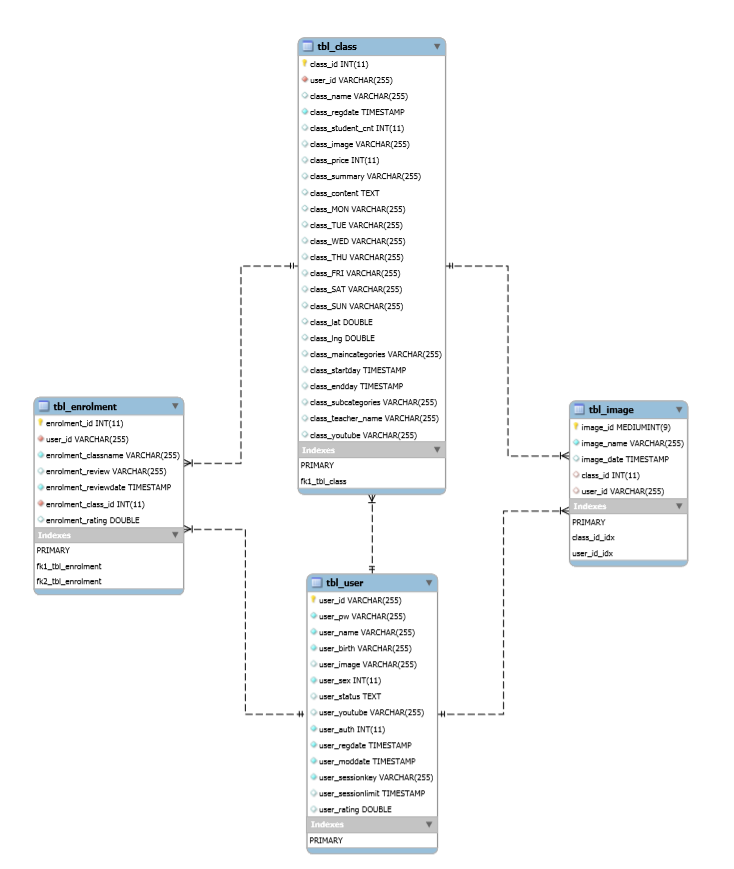 tbl_class
class_id INT(11)
user_id VARCHAR(255)
class_name VARCHAR(255)
class_regdate TIMESTAMP
class_student_cnt INT(11)
class_image VARCHAR(255)
class_price INT(11)
class_summary VARCHAR(255)
class_content TEXT
class_MON VARCHAR(255)
class_TUE VARCHAR(255)
class_WED VARCHAR(255)
class_THU VARCHAR(255)
class_FRI VARCHAR(255)
class_SAT VARCHAR(255)
class_SUN VARCHAR(255)
class_lat DOUBLE
class_lng DOUBLE
class_maincategories VARCHAR(255)
class_startday TIMESTAMP
class_endday TIMESTAMP
class_subcategories VARCHAR(255)
class_teacher_name VARCHAR(255)
class_youtube VARCHAR(255)
Indexes
PRIMARY
fk1_tbl_class
tbl_enrolment
enrolment_id INT(11)
user_id VARCHAR(255)
enrolment_classname VARCHAR(255)
enrolment_review VARCHAR(255)
enrolment_reviewdate TIMESTAMP
enrolment_class_id INT(11)
enrolment_rating DOUBLE
Indexes
PRIMARY
fk1_tbl_enrolment
fk2_tbl_enrolment
tbl_image
image_id MEDIUMINT(9)
image_name VARCHAR(255)
image_date TIMESTAMP
class_id INT(11)
user_id VARCHAR(255)
Indexes
PRIMARY
class_id_idx
user_id_idx
tbl_user
user_id VARCHAR(255)
user_pw VARCHAR(255)
user_name VARCHAR(255)
user_birth VARCHAR(255)
user_image VARCHAR(255)
user_sex INT(11)
user_status TEXT
user_youtube VARCHAR(255)
user_auth INT(11)
user_regdate TIMESTAMP
user_moddate TIMESTAMP
user_sessionkey VARCHAR(255)
user_sessionlimit TIMESTAMP
user_rating DOUBLE
Indexes
PRIMARY